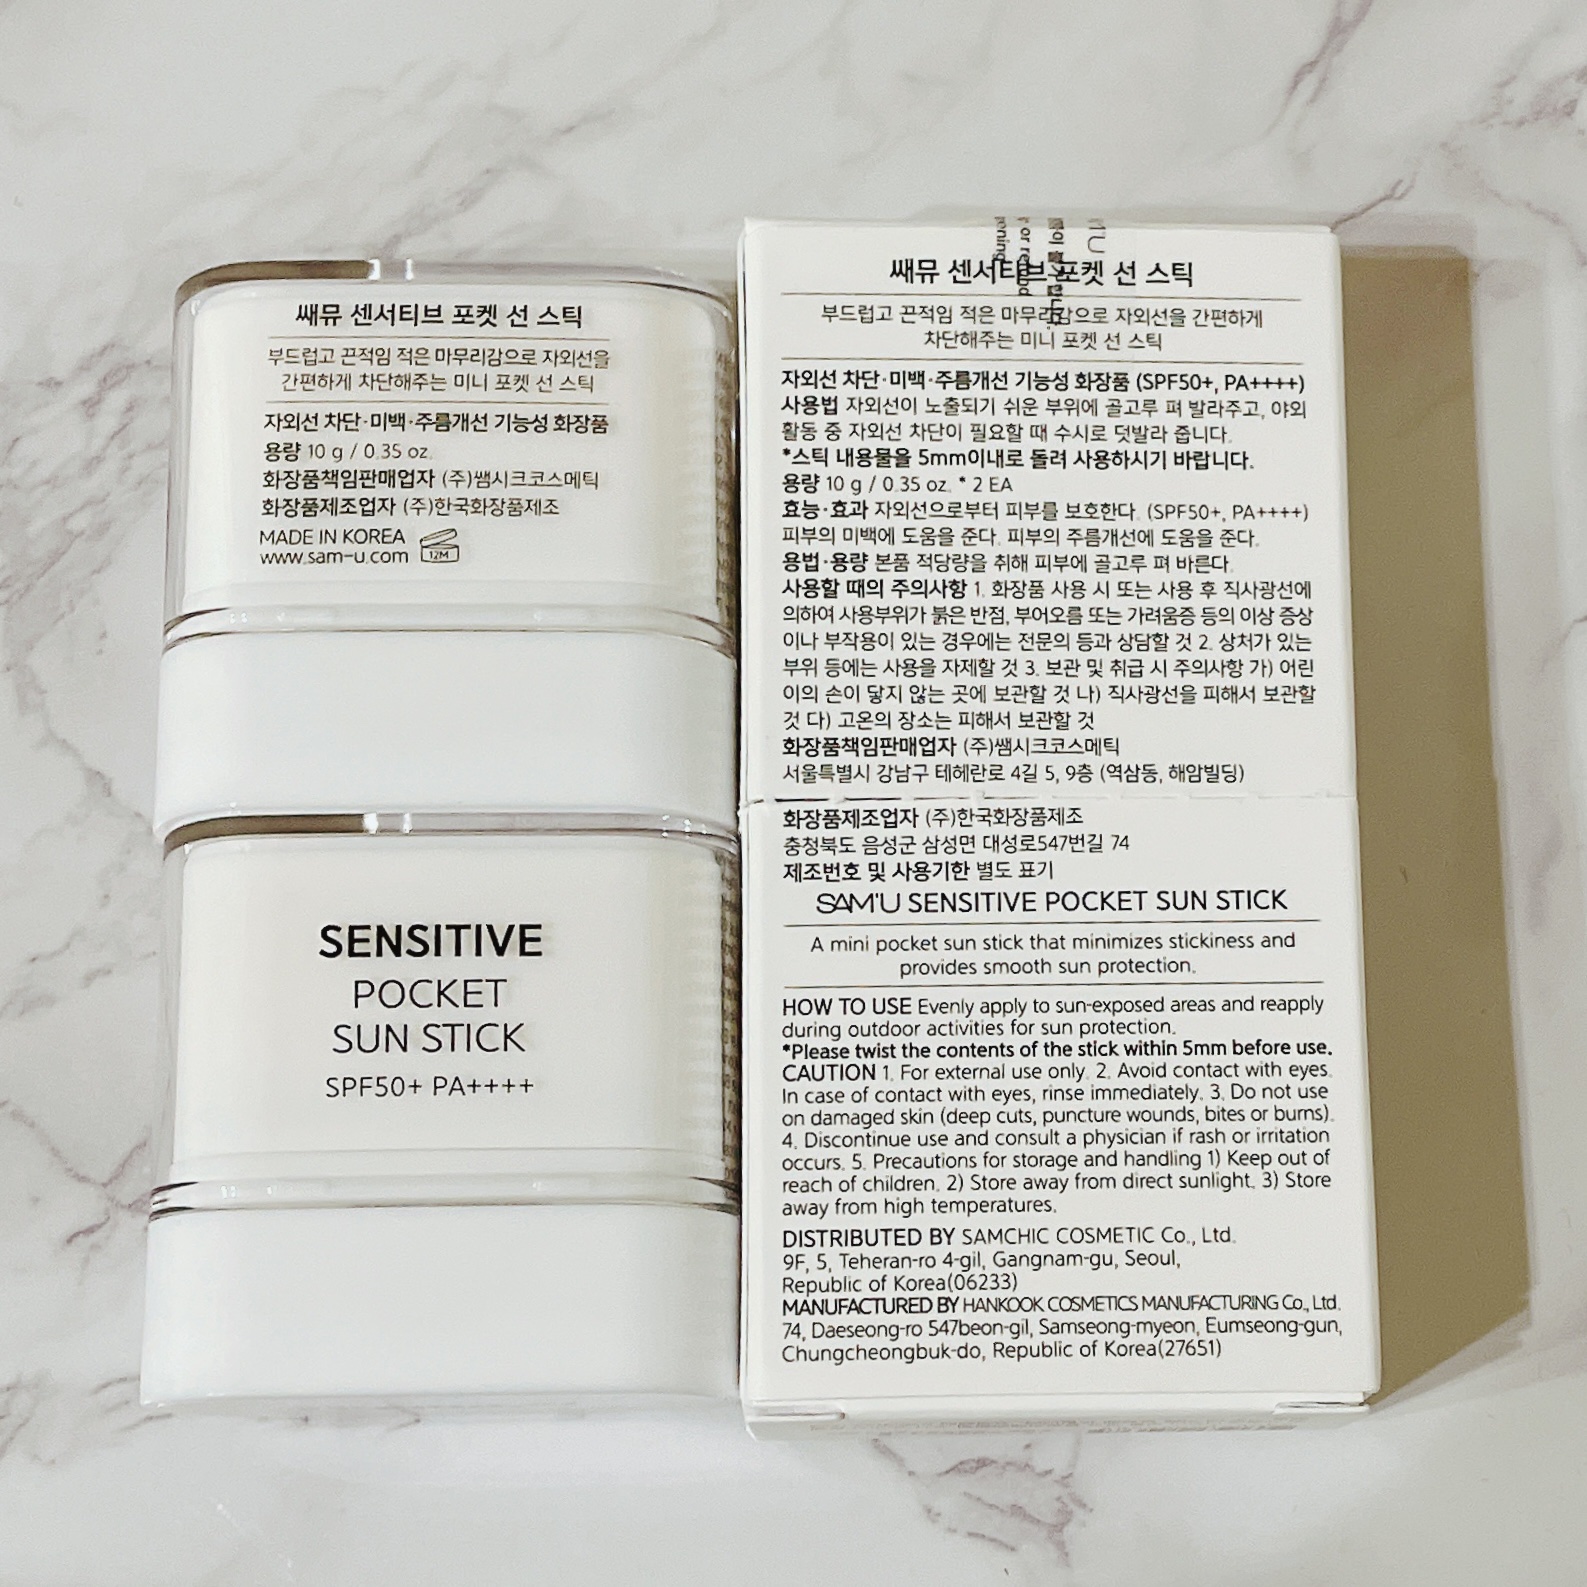 쌔뮤 센서티브 포켓 선 스틱
부드럽고 끈적임 적은 마무리감으로 자외선을
간편하게 차단해주는 미니 포켓 선 스틱
자외선 차단·미백·주름개선 기능성 화장품
용량 10 g / 0.35 oz.
화장품책임판매업자 (주)쌤시크코스메틱
화장품제조업자 (주)한국화장품제조
MADE IN KOREA
www.sam-u.com 12M
SENSITIVE
POCKET
SUN STICK
SPF50+ PA++++
쌔뮤 센서티브 포켓 선 스틱
부드럽고 끈적임 적은 마무리감으로 자외선을 간편하게
차단해주는 미니 포켓 선 스틱
자외선 차단·미백·주름개선 기능성 화장품 (SPF50+, PA++++)
사용법 자외선이 노출되기 쉬운 부위에 골고루 펴 발라주고, 야외
활동 중 자외선 차단이 필요할 때 수시로 덧발라 줍니다.
*스틱 내용물을 5mm이내로 돌려 사용하시기 바랍니다.
용량 10 g / 0.35 oz. * 2 EA
효능·효과 자외선으로부터 피부를 보호한다. (SPF50+, PA++++)
피부의 미백에 도움을 준다. 피부의 주름개선에 도움을 준다.
용법·용량 본품 적당량을 취해 피부에 골고루 펴 바른다.
사용할 때의 주의사항 1. 화장품 사용 시 또는 사용 후 직사광선에
의하여 사용부위가 붉은 반점, 부어오름 또는 가려움증 등의 이상 증상
이나 부작용이 있는 경우에는 전문의 등과 상담할 것 2. 상처가 있는
부위 등에는 사용을 자제할 것 3. 보관 및 취급 시 주의사항 가) 어린
이의 손이 닿지 않는 곳에 보관할 것 나) 직사광선을 피해서 보관할
것 다) 고온의 장소는 피해서 보관할 것
화장품책임판매업자 (주)쌤시크코스메틱
서울특별시 강남구 테헤란로 4길 5, 9층 (역삼동, 해암빌딩)
화장품제조업자 (주)한국화장품제조
충청북도 음성군 삼성면 대성로547번길 74
제조번호 및 사용기한 별도 표기
SAM'U SENSITIVE POCKET SUN STICK
A mini pocket sun stick that minimizes stickiness and
provides smooth sun protection.
HOW TO USE Evenly apply to sun-exposed areas and reapply
during outdoor activities for sun protection.
*Please twist the contents of the stick within 5mm before use.
CAUTION 1. For external use only. 2. Avoid contact with eyes.
In case of contact with eyes, rinse immediately. 3. Do not use
on damaged skin (deep cuts, puncture wounds, bites or burns).
4. Discontinue use and consult a physician if rash or irritation
occurs. 5. Precautions for storage and handling 1) Keep out of
reach of children. 2) Store away from direct sunlight. 3) Store
away from high temperatures.
DISTRIBUTED BY SAMCHIC COSMETIC Co., Ltd.
9F, 5, Teheran-ro 4-gil, Gangnam-gu, Seoul,
Republic of Korea(06233)
MANUFACTURED BY HANKOOK COSMETICS MANUFACTURING Co., Ltd.
74, Daeseong-ro 547beon-gil, Samseong-myeon, Eumseong-gun,
Chungcheongbuk-do, Republic of Korea(27651)